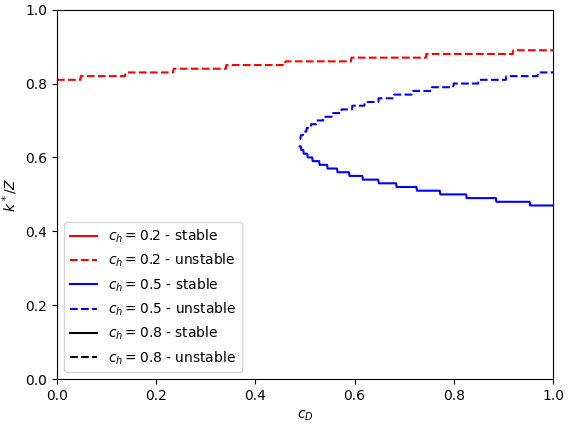 1.0
0.8
0.6
0.4
0.2
0.0
k*/Z
c_h = 0.2 - stable
c_h = 0.2 - unstable
c_h = 0.5 - stable
c_h = 0.5 - unstable
c_h = 0.8 - stable
c_h = 0.8 - unstable
0.0 0.2 0.4 0.6 0.8 1.0
c_D